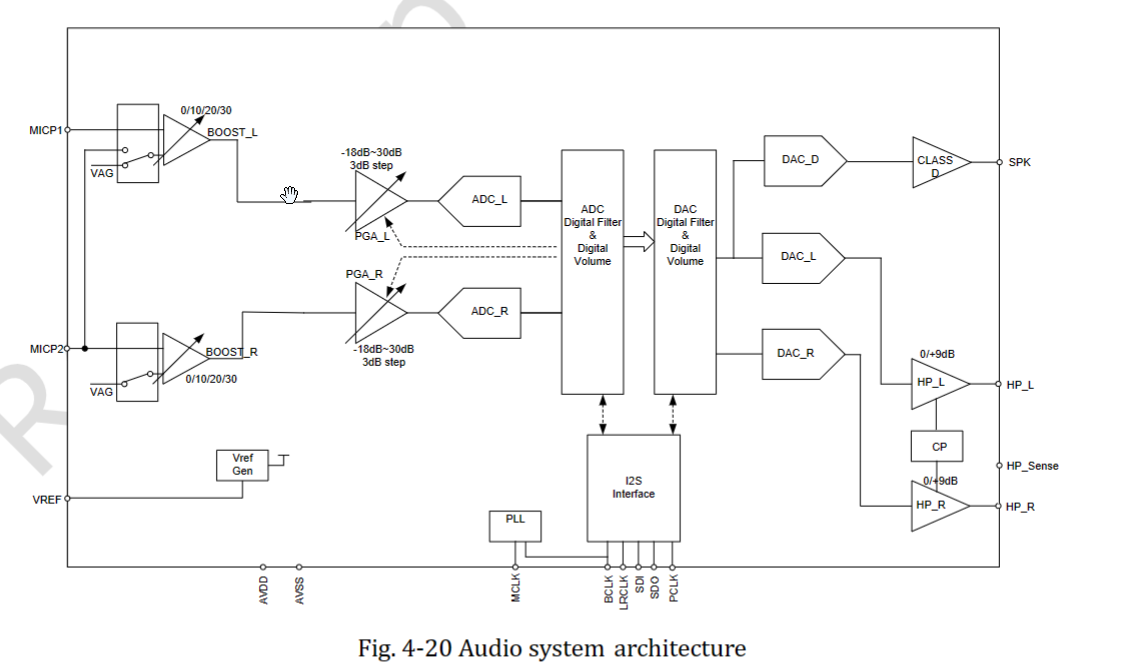 0/10/20/30
MICP1
BOOST_L
VAG
-18dB~30dB
3dB step
PGA_L
ADC_L
ADC
Digital Filter
&
Digital
Volume
DAC
Digital Filter
&
Digital
Volume
DAC_D
CLASS
D
SPK
DAC_L
PGA_R
ADC_R
-18dB~30dB
3dB step
MICP2
BOOST_R
VAG
0/10/20/30
DAC_R
0/+9dB
HP_L
HP_L
CP
HP_Sense
0/+9dB
HP_R
HP_R
Vref
Gen
VREF
I2S
Interface
PLL
AVDD
AVSS
MCLK
BCLK
LRCLK
SDI
SDO
PCLK
Fig. 4-20 Audio system architecture